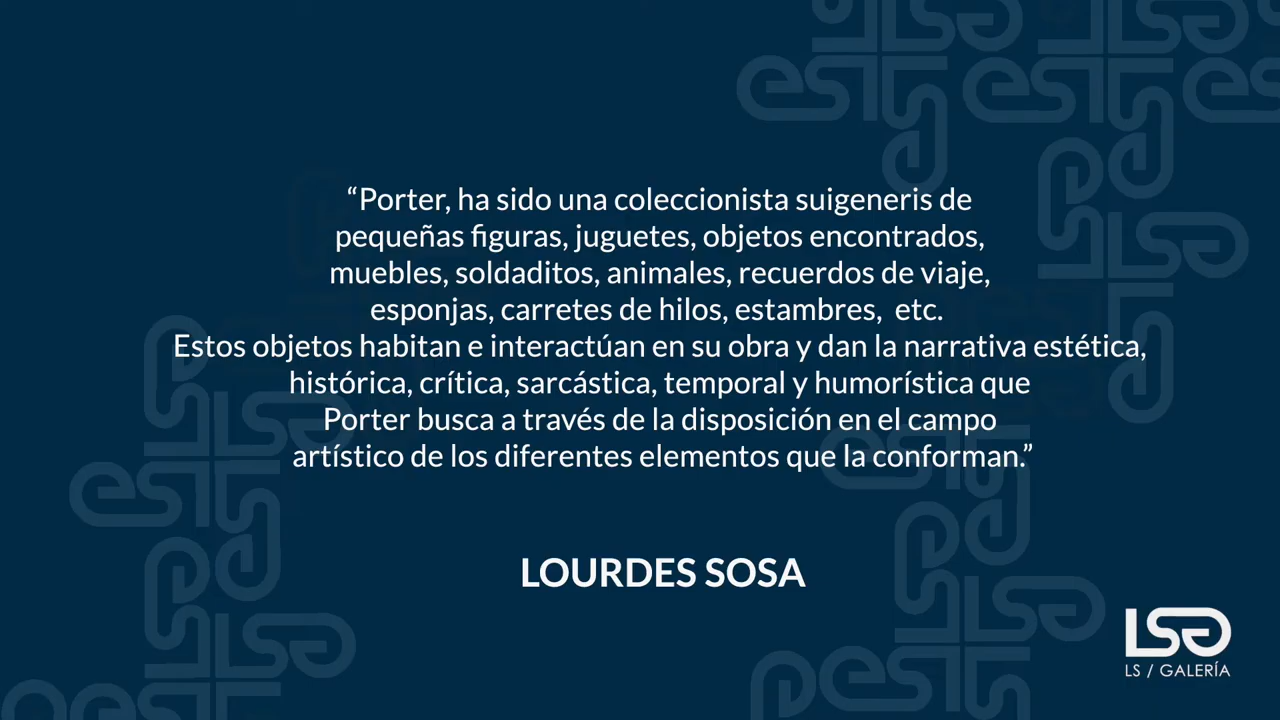 “Porter, ha sido una coleccionista suigeneris de
pequeñas figuras, juguetes, objetos encontrados,
muebles, soldaditos, animales, recuerdos de viaje,
esponjas, carretes de hilos, estambres,  etc.
Estos objetos habitan e interactúan en su obra y dan la narrativa estética,
histórica, crítica, sarcástica, temporal y humorística que
Porter busca a través de la disposición en el campo
artístico de los diferentes elementos que la conforman.”
LOURDES SOSA
LSG
LS / GALERÍA